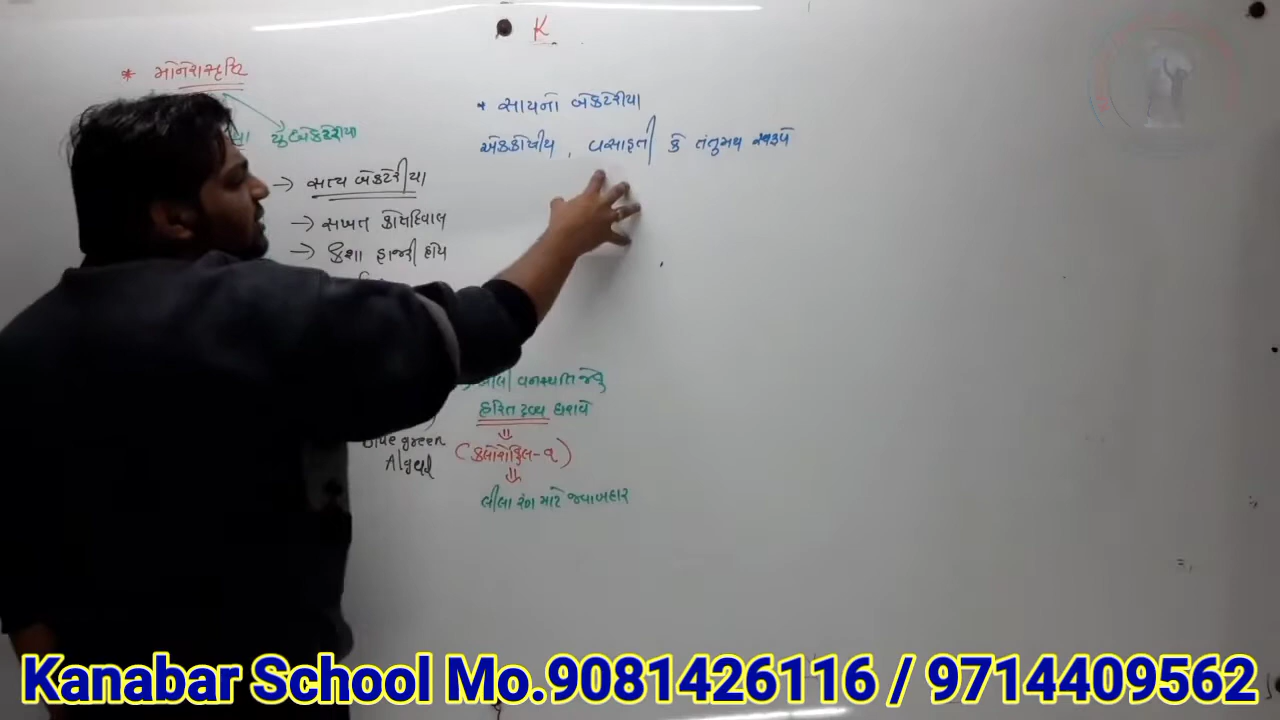 K
* મોનેરાસૃષ્ટિ
યુબેક્ટેરીયા
→ સત્ય બેક્ટેરીયા
→ સખત કોષદિવાલ
→ કશા હાજરી હોય
* સાયનો બેક્ટેરીયા
એકકોષીય , વસાહતી કે તંતુમય સ્વરૂપે
લીલી વનસ્પતિ જેવું
હરિત દ્રવ્ય ધરાવે
(ક્લોરોફિલ-a)
લીલા રંગ માટે જવાબદાર
Blue green
Kanabar School Mo.9081426116 / 9714409562